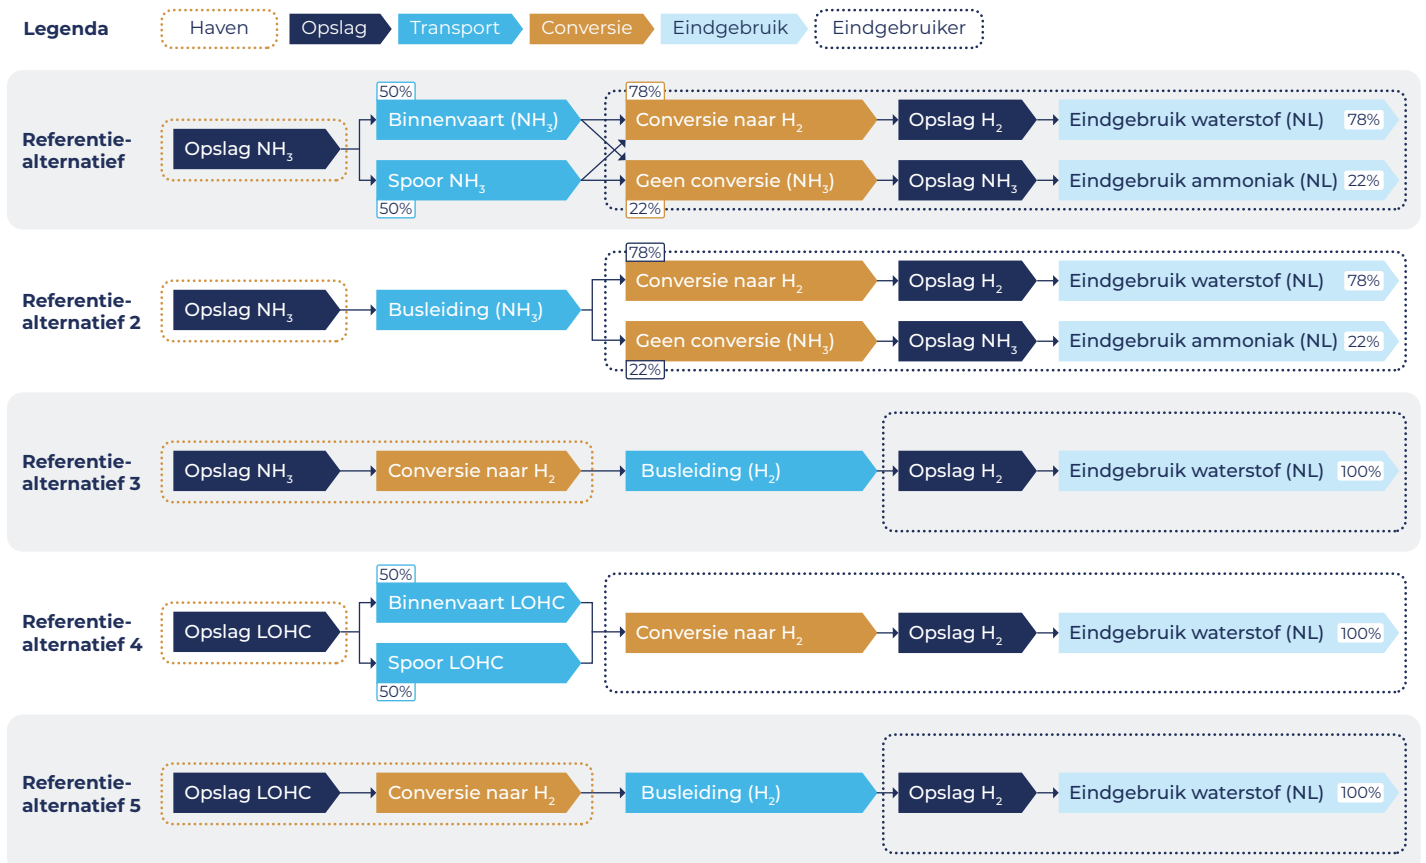 Legenda
Haven
Opslag
Transport
Conversie
Eindgebruik
Eindgebruiker
Referentie-
alternatief
Opslag NH₃
50%
Binnenvaart (NH₃)
Spoor NH₃
50%
78%
Conversie naar H₂
Geen conversie (NH₃)
22%
Opslag H₂
Opslag NH₃
Eindgebruik waterstof (NL) 78%
Eindgebruik ammoniak (NL) 22%
Referentie-
alternatief 2
Opslag NH₃
Busleiding (NH₃)
78%
Conversie naar H₂
Geen conversie (NH₃)
22%
Opslag H₂
Opslag NH₃
Eindgebruik waterstof (NL) 78%
Eindgebruik ammoniak (NL) 22%
Referentie-
alternatief 3
Opslag NH₃
Conversie naar H₂
Busleiding (H₂)
Opslag H₂
Eindgebruik waterstof (NL) 100%
Referentie-
alternatief 4
Opslag LOHC
50%
Binnenvaart LOHC
Spoor LOHC
50%
Conversie naar H₂
Opslag H₂
Eindgebruik waterstof (NL) 100%
Referentie-
alternatief 5
Opslag LOHC
Conversie naar H₂
Busleiding (H₂)
Opslag H₂
Eindgebruik waterstof (NL) 100%